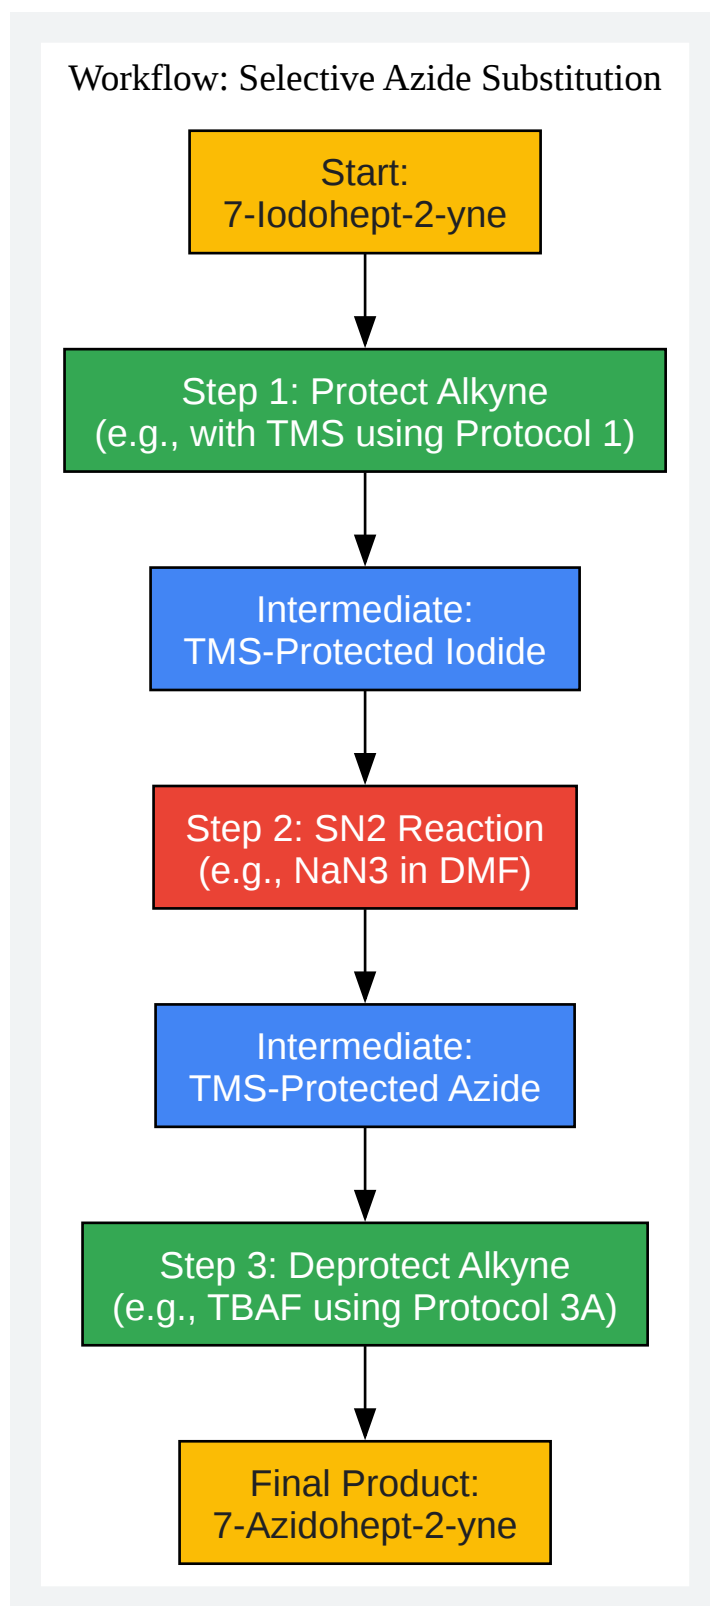 Workflow: Selective Azide Substitution
Start:
7-Iodohept-2-yne
Step 1: Protect Alkyne
(e.g., with TMS using Protocol 1)
Intermediate:
TMS-Protected Iodide
Step 2: SN2 Reaction
(e.g., NaN3 in DMF)
Intermediate:
TMS-Protected Azide
Step 3: Deprotect Alkyne
(e.g., TBAF using Protocol 3A)
Final Product:
7-Azidohept-2-yne